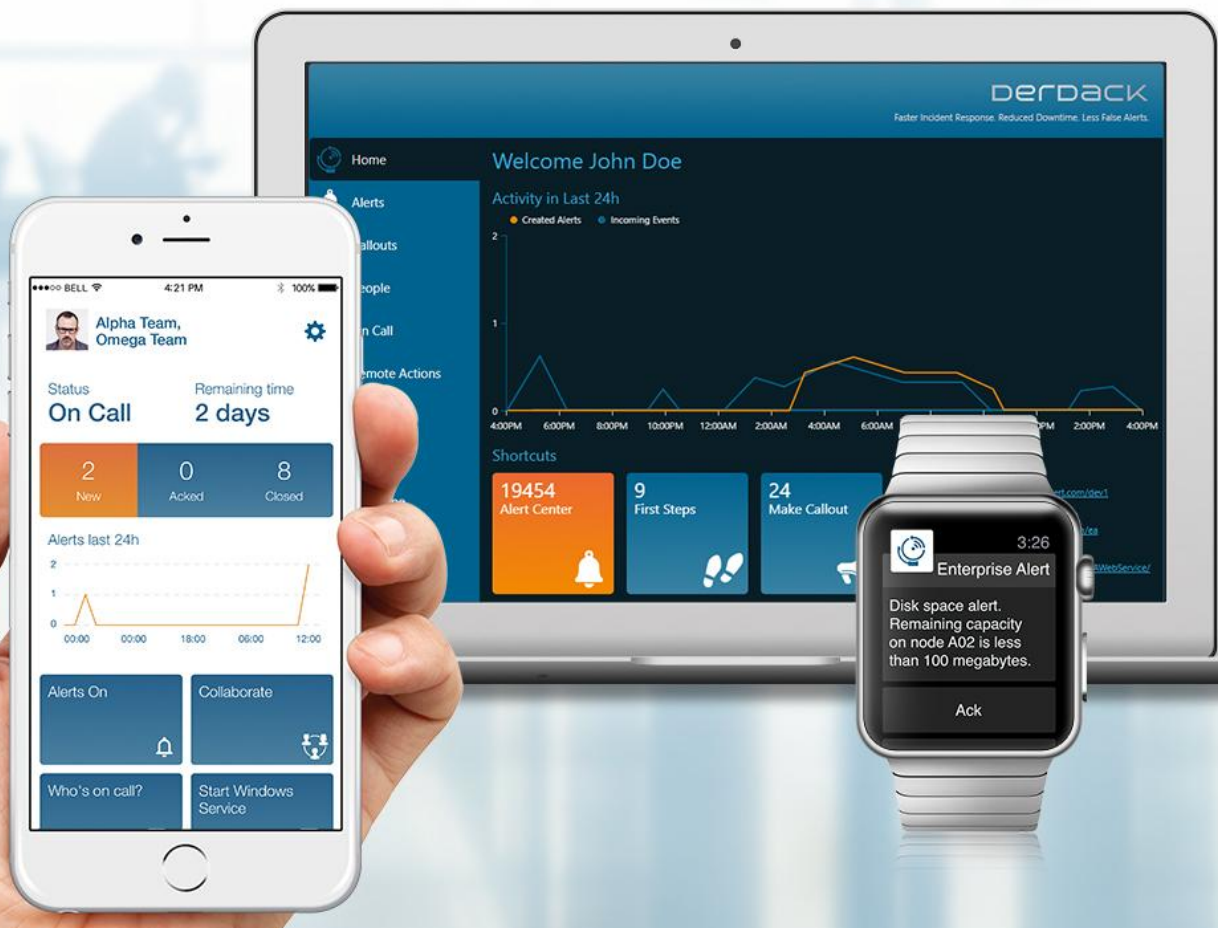 DERDACK
Faster Incident Response. Reduced Downtime. Less False Alerts.
Home
Alerts
Welcome John Doe
Activity in Last 24h
Created Alerts Incoming Events
2
1
0
4:00PM 6:00PM 8:00PM 10:00PM 12:00AM 2:00AM 4:00AM 6:00AM 2:00PM 4:00PM
Shortcuts
19454
Alert Center
9
First Steps
24
Make Callout
BELL 4:21 PM 100%
Alpha Team,
Omega Team
Status Remaining time
On Call 2 days
2 0 8
New Acked Closed
Alerts last 24h
2
1
0
00:00 00:00 18:00 06:00 12:00
Alerts On Collaborate
Who's on call? Start Windows
Service
3:26
Enterprise Alert
Disk space alert.
Remaining capacity
on node A02 is less
than 100 megabytes.
Ack